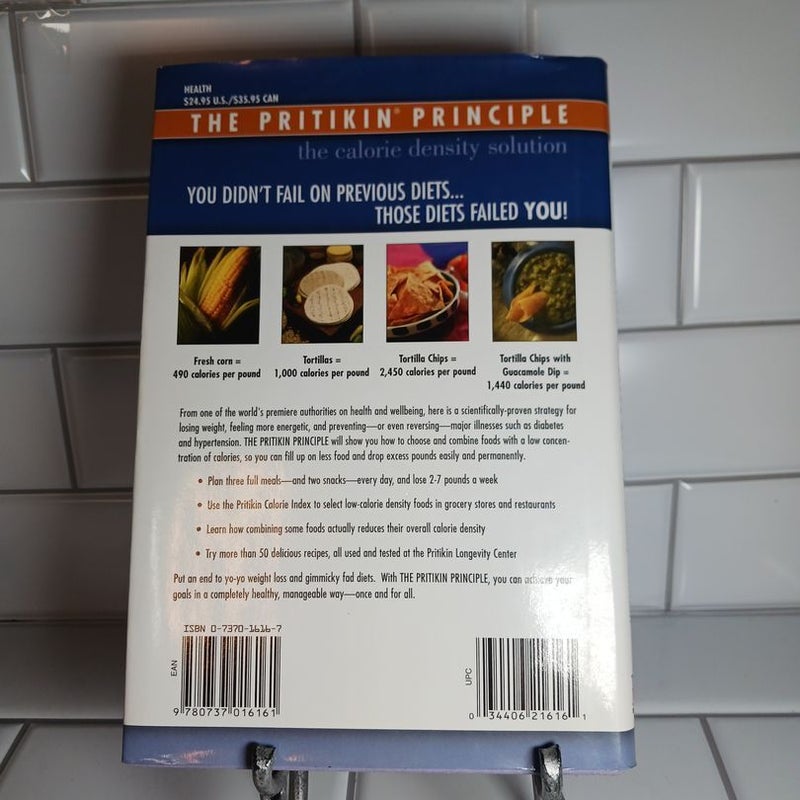 HEALTH
$24.95 U.S./$35.95 CAN
THE PRITIKIN® PRINCIPLE
the calorie density solution
YOU DIDN'T FAIL ON PREVIOUS DIETS...
THOSE DIETS FAILED YOU!
Fresh corn =
490 calories per pound
Tortillas =
1,000 calories per pound
Tortilla Chips =
2,450 calories per pound
Tortilla Chips with
Guacamole Dip =
1,440 calories per pound
From one of the world's premiere authorities on health and wellbeing, here is a scientifically-proven strategy for
losing weight, feeling more energetic, and preventing—or even reversing—major illnesses such as diabetes
and hypertension. THE PRITIKIN PRINCIPLE will show you how to choose and combine foods with a low concen-
tration of calories, so you can fill up on less food and drop excess pounds easily and permanently.
• Plan three full meals—and two snacks—every day, and lose 2-7 pounds a week
• Use the Pritikin Calorie Index to select low-calorie density foods in grocery stores and restaurants
• Learn how combining some foods actually reduces their overall calorie density
• Try more than 50 delicious recipes, all used and tested at the Pritikin Longevity Center
Put an end to yo-yo weight loss and gimmicky fad diets. With THE PRITIKIN PRINCIPLE, you can achieve your
goals in a completely healthy, manageable way—once and for all.
ISBN 0-7370-1616-7
EAN
9 780737 016161
UPC
0 34406 21616 1